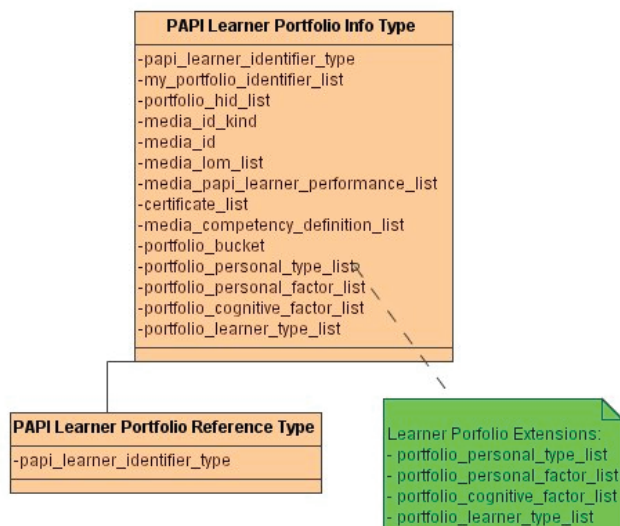 PAPI Learner Portfolio Info Type
-papi_learner_identifier_type
-my_portfolio_identifier_list
-portfolio_hid_list
-media_id_kind
-media_id
-media_lom_list
-media_papi_learner_performance_list
-certificate_list
-media_competency_definition_list
-portfolio_bucket
-portfolio_personal_type_list
-portfolio_personal_factor_list
-portfolio_cognitive_factor_list
-portfolio_learner_type_list
PAPI Learner Portfolio Reference Type
-papi_learner_identifier_type
Learner Porfolio Extensions:
- portfolio_personal_type_list
- portfolio_personal_factor_list
- portfolio_cognitive_factor_list
- portfolio_learner_type_list